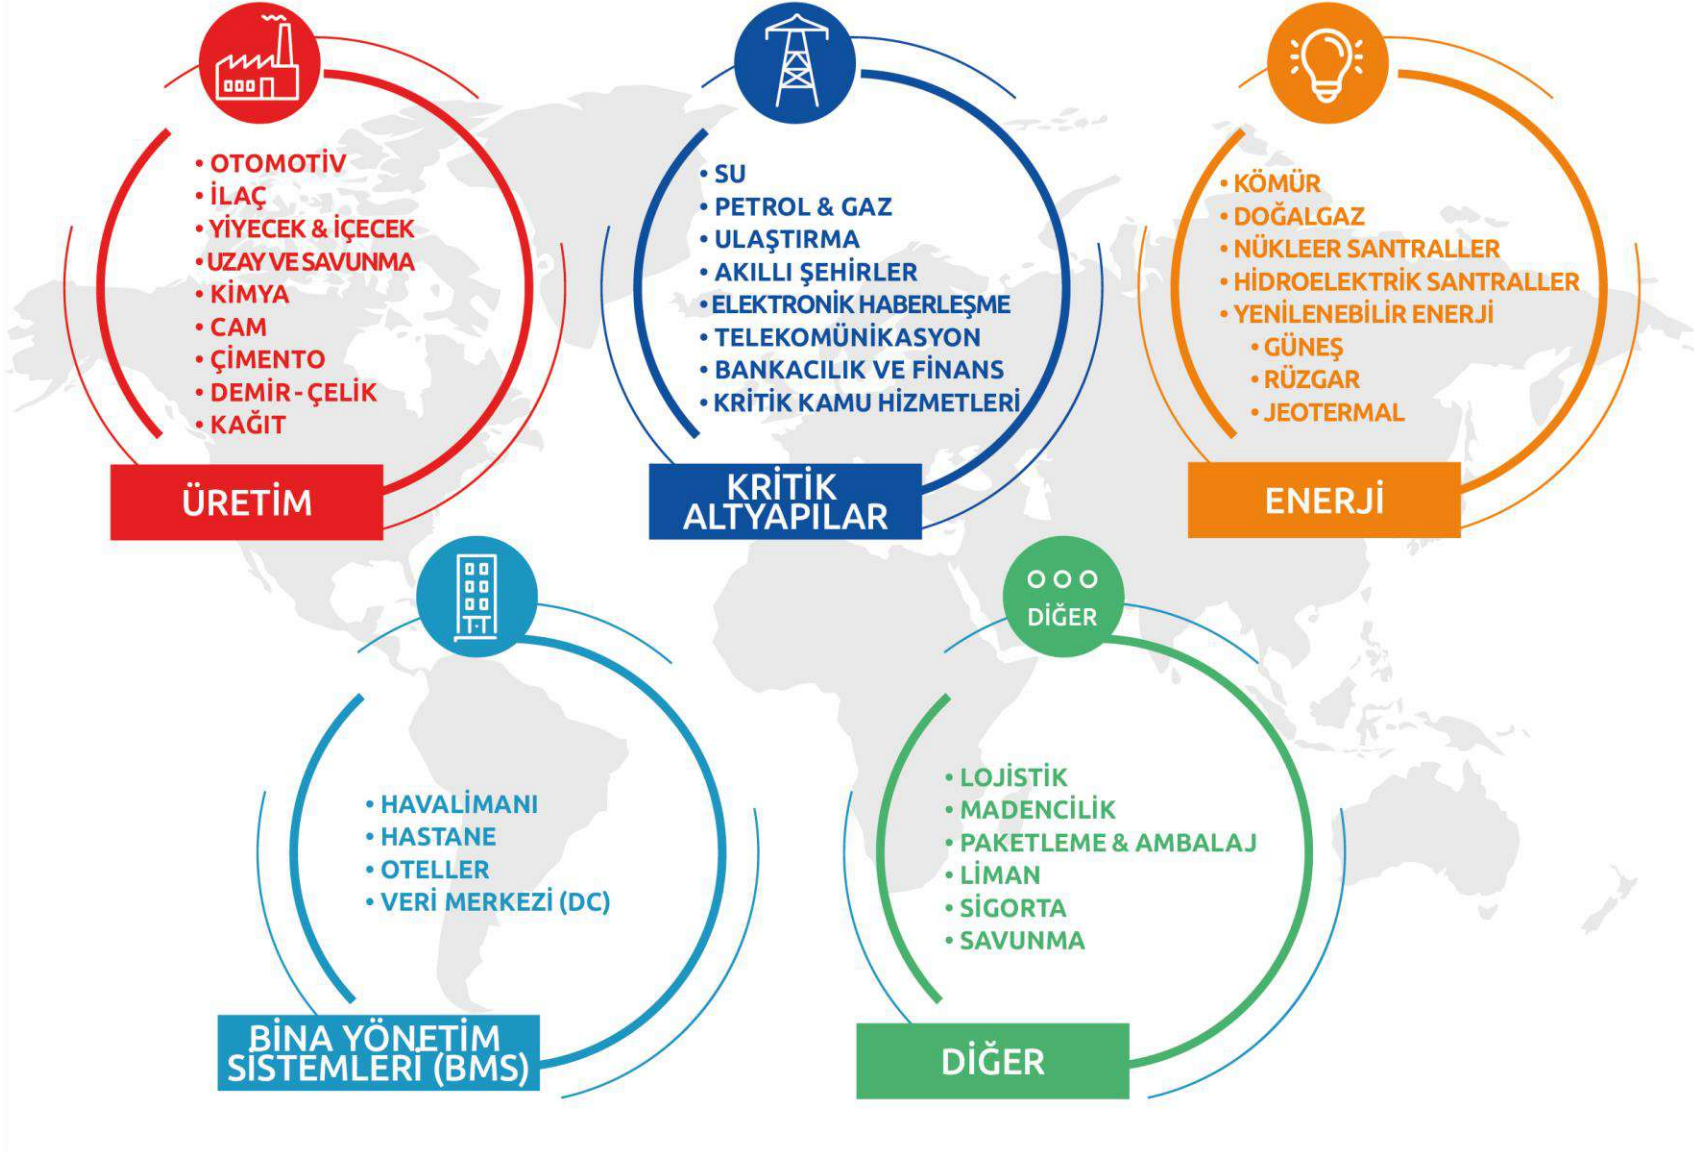 • OTOMOTİV
• İLAÇ
• YİYECEK & İÇECEK
• UZAY VE SAVUNMA
• KİMYA
• CAM
• ÇİMENTO
• DEMİR-ÇELİK
• KAĞIT
ÜRETİM
• SU
• PETROL & GAZ
• ULAŞTIRMA
• AKILLI ŞEHİRLER
• ELEKTRONİK HABERLEŞME
• TELEKOMÜNİKASYON
• BANKACILIK VE FİNANS
• KRİTİK KAMU HİZMETLERİ
KRİTİK
ALTYAPILAR
• KÖMÜR
• DOĞALGAZ
• NÜKLEER SANTRALLER
• HİDROELEKTRİK SANTRALLER
• YENİLENEBİLİR ENERJİ
• GÜNEŞ
• RÜZGAR
• JEOTERMAL
ENERJİ
• HAVALİMANI
• HASTANE
• OTELLER
• VERİ MERKEZİ (DC)
BİNA YÖNETİM
SİSTEMLERİ (BMS)
DİĞER
• LOJİSTİK
• MADENCİLİK
• PAKETLEME & AMBALAJ
• LİMAN
• SİGORTA
• SAVUNMA
DİĞER